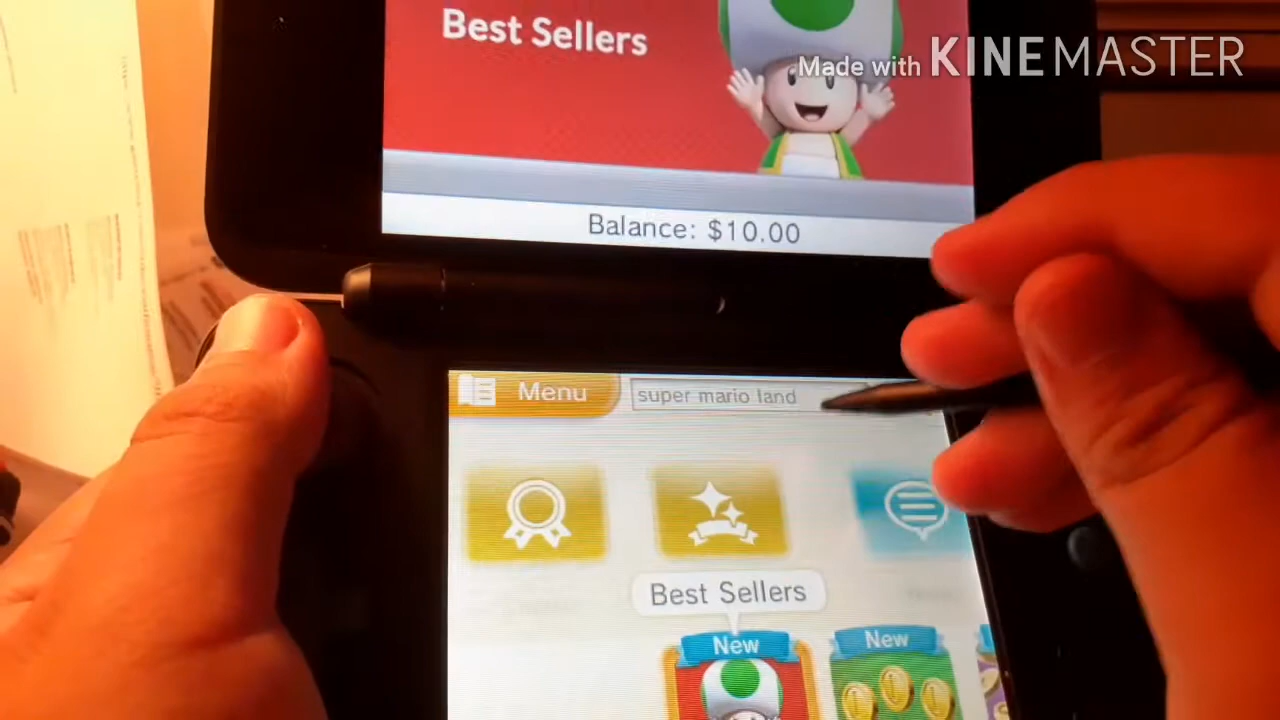 Best Sellers
Made with KINEMASTER
Balance: $10.00
Menu
super mario land
Best Sellers
New
New